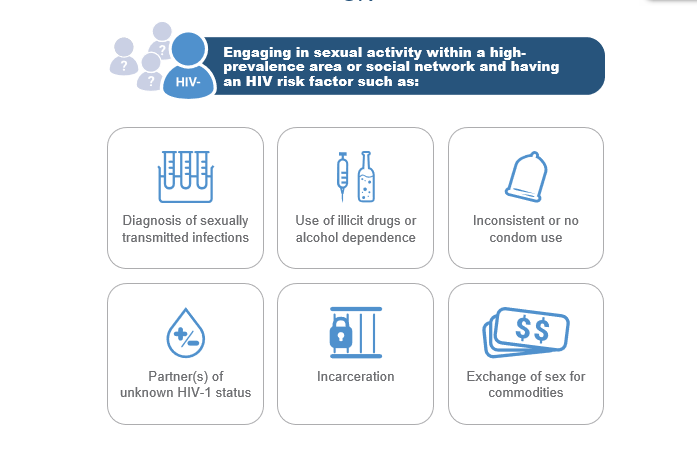 ?
?
?
HIV-
Engaging in sexual activity within a high-
prevalence area or social network and having
an HIV risk factor such as:
Diagnosis of sexually
transmitted infections
Use of illicit drugs or
alcohol dependence
Inconsistent or no
condom use
+/-
Partner(s) of
unknown HIV-1 status
Incarceration
$$
Exchange of sex for
commodities